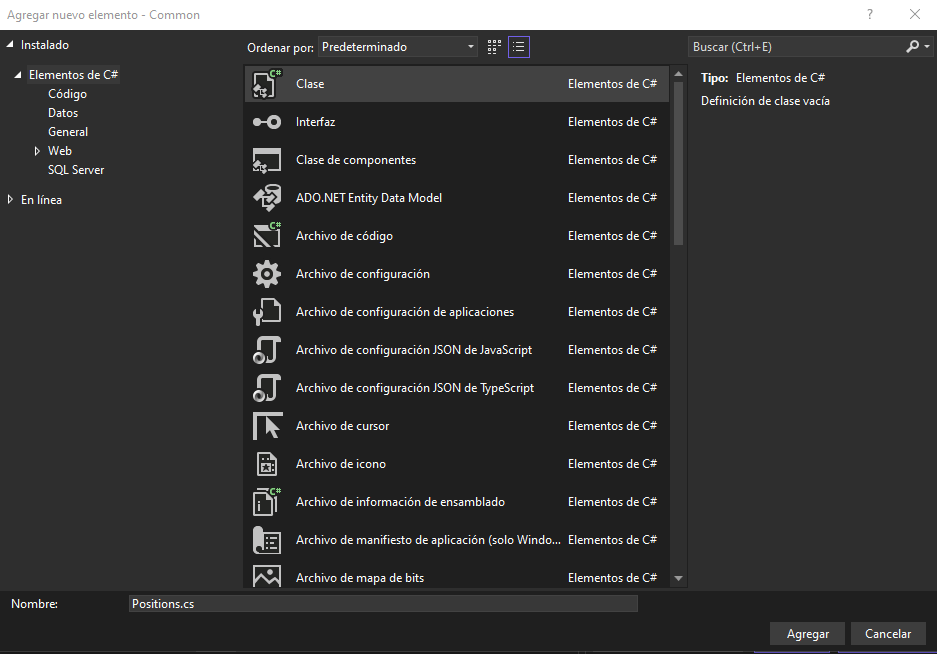 Agregar nuevo elemento - Common
?
Instalado
Ordenar por: Predeterminado
Buscar (Ctrl+E)
Elementos de C#
Código
Datos
General
Web
SQL Server
En línea
C# Clase Elementos de C#
Interfaz Elementos de C#
Clase de componentes Elementos de C#
ADO.NET Entity Data Model Elementos de C#
C# Archivo de código Elementos de C#
Archivo de configuración Elementos de C#
Archivo de configuración de aplicaciones Elementos de C#
Archivo de configuración JSON de JavaScript Elementos de C#
Archivo de configuración JSON de TypeScript Elementos de C#
Archivo de cursor Elementos de C#
Archivo de icono Elementos de C#
C# Archivo de información de ensamblado Elementos de C#
Archivo de manifiesto de aplicación (solo Windo... Elementos de C#
Archivo de mapa de bits Elementos de C#
Tipo: Elementos de C#
Definición de clase vacía
Nombre: Positions.cs
Agregar Cancelar